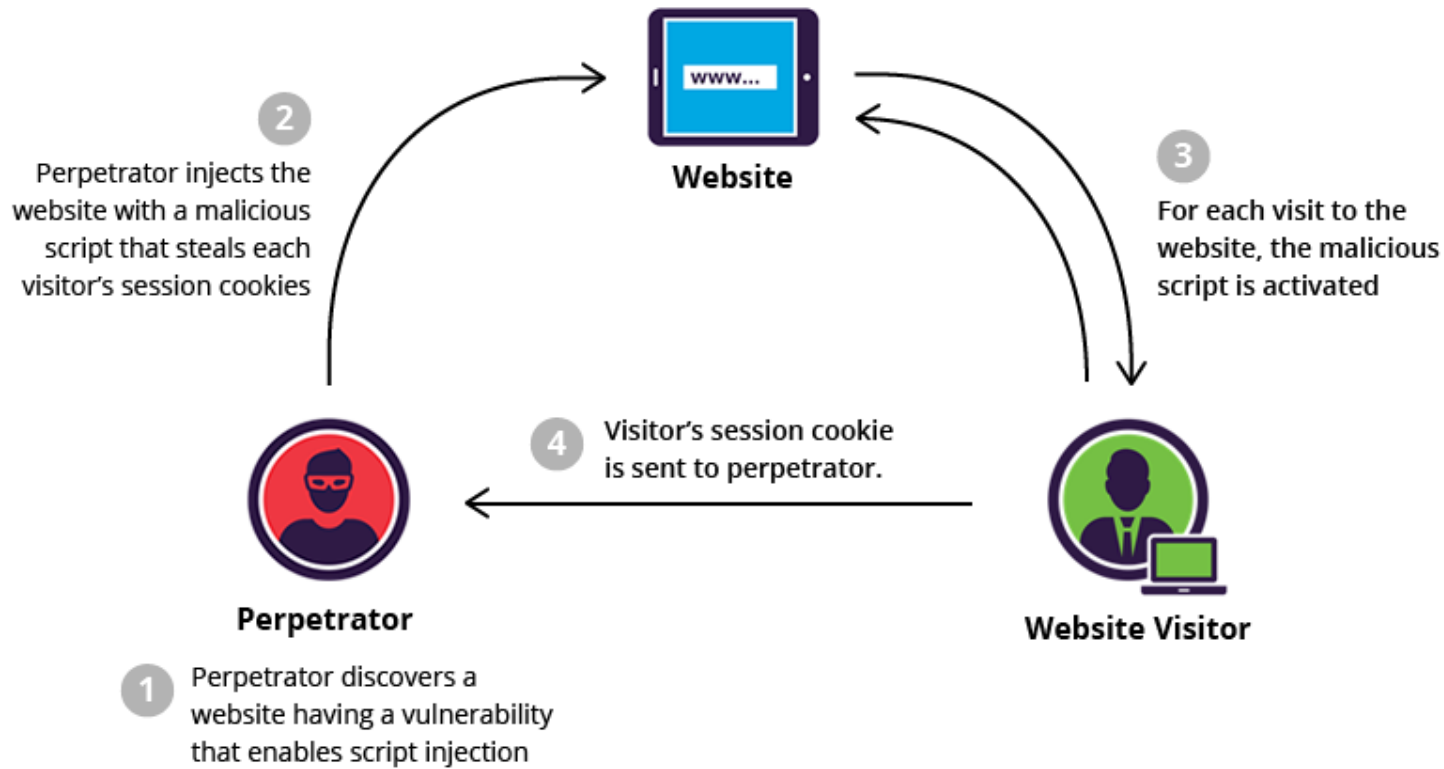 www...
Website
2
Perpetrator injects the
website with a malicious
script that steals each
visitor's session cookies
3
For each visit to the
website, the malicious
script is activated
4
Visitor's session cookie
is sent to perpetrator.
Perpetrator
Website Visitor
1
Perpetrator discovers a
website having a vulnerability
that enables script injection